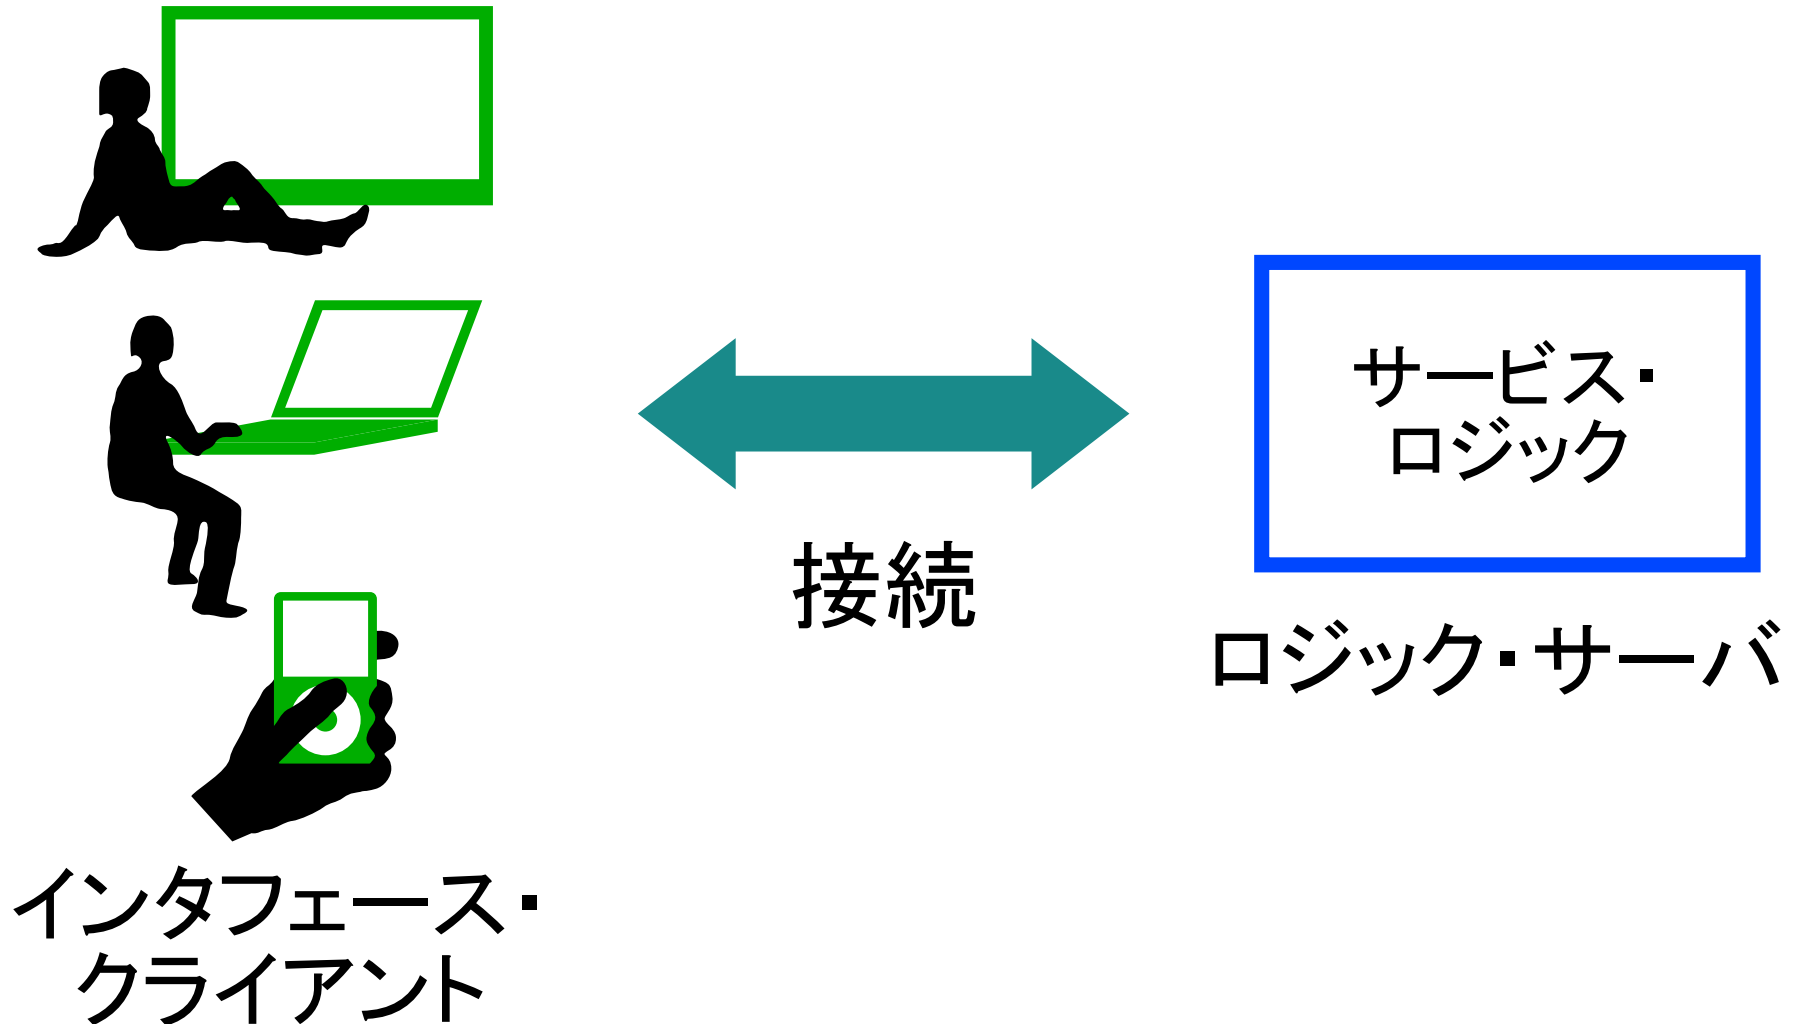 サービス・
ロジック
接続
ロジック・サーバ
インタフェース・
クライアント